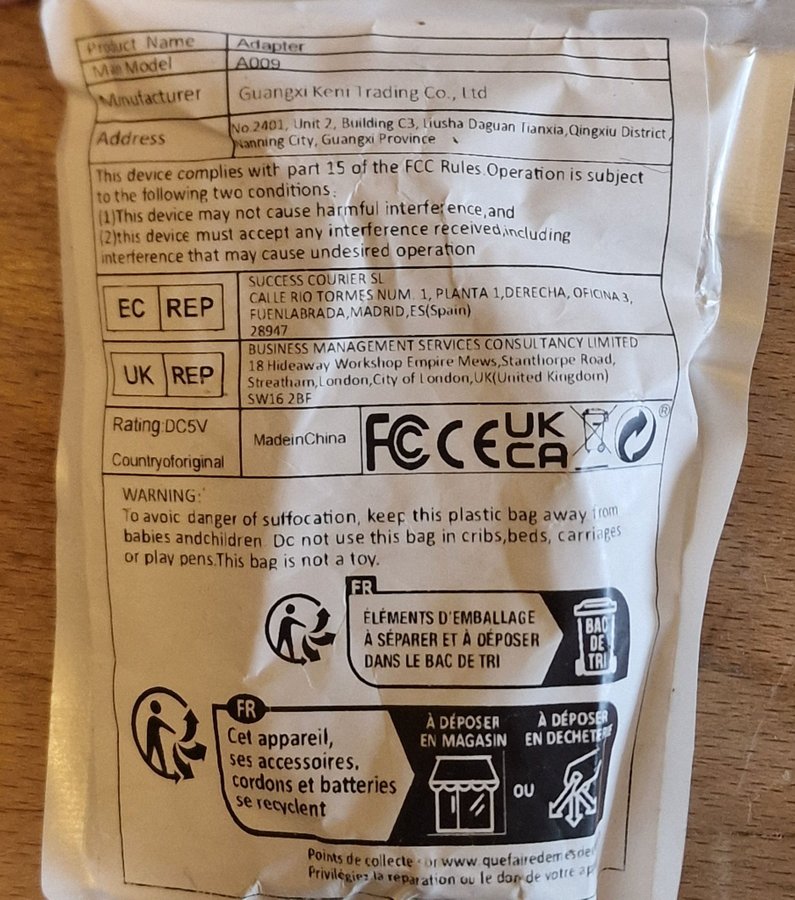 Product Name Adapter
Main Model A009
Manufacturer Guangxi Keni Trading Co., Ltd
Address No.2401, Unit 2, Building C3, Liusha Daguan Tianxia,Qingxiu District,
Nanning City, Guangxi Province
This device complies with part 15 of the FCC Rules.Operation is subject
to the following two conditions:
(1)This device may not cause harmful interference,and
(2)this device must accept any interference received,including
interference that may cause undesired operation
EC REP
SUCCESS COURIER SL
CALLE RIO TORMES NUM. 1, PLANTA 1,DERECHA, OFICINA 3,
FUENLABRADA,MADRID,ES(Spain)
28947
UK REP
BUSINESS MANAGEMENT SERVICES CONSULTANCY LIMITED
18 Hideaway Workshop Empire Mews,Stanthorpe Road,
Streatham,London,City of London,UK(United Kingdom)
SW16 2BF
Rating:DC5V
Countryoforiginal
MadeinChina
FC CE UK
CA
®
WARNING:
To avoic danger of suffocation, keep this plastic bag away from
babies andchildren. Dc not use this bag in cribs,beds, carriages
or play pens.This bag is not a toy.
FR
ÉLÉMENTS D'EMBALLAGE
À SÉPARER ET À DÉPOSER
DANS LE BAC DE TRI
BAC
DE
TRI
FR
Cet appareil,
ses accessoires,
cordons et batteries
se recyclent
À DÉPOSER
EN MAGASIN
OU
À DÉPOSER
EN DECHETERIE
Points de collecte sur www.quefairedemesde
Privilégiez la réparation ou le don de votre ap